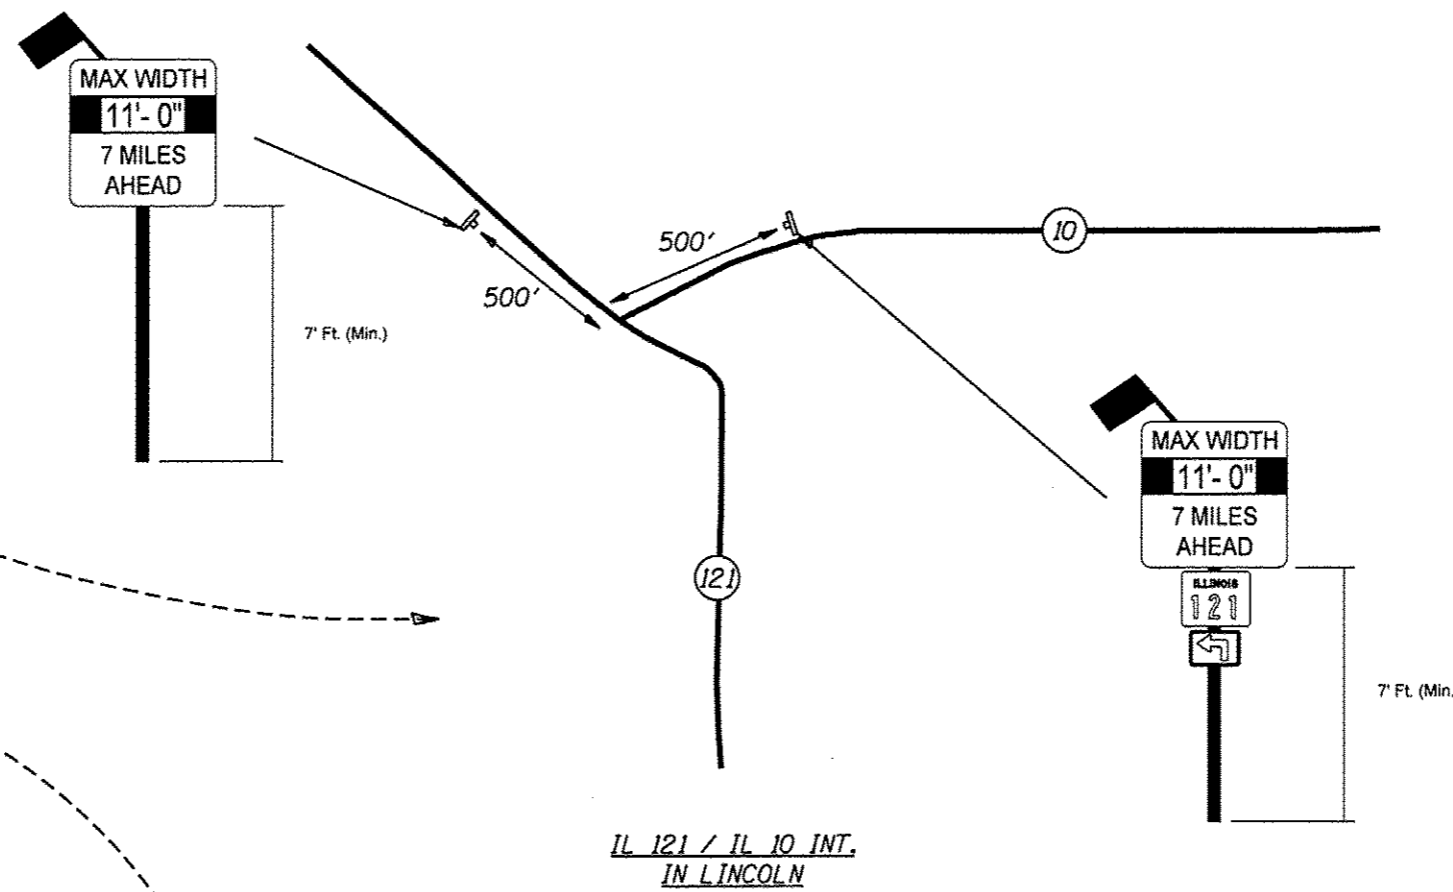 MAX WIDTH
11'- 0"
7 MILES
AHEAD
7' Ft. (Min.)
500'
500'
10
121
MAX WIDTH
11'- 0"
7 MILES
AHEAD
ILLINOIS
121
7' Ft. (Min.
IL 121 / IL 10 INT.
IN LINCOLN